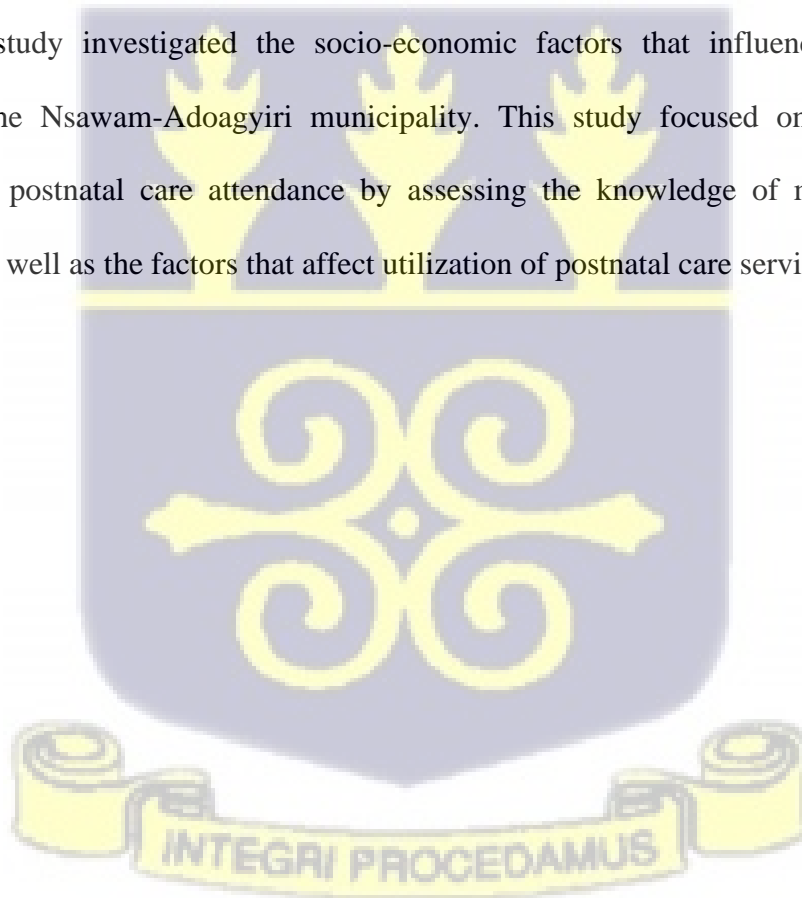 study investigated the socio-economic factors that influen
he Nsawam-Adoagyiri municipality. This study focused on
postnatal care attendance by assessing the knowledge of
well as the factors that affect utilization of postnatal care servi
INTEGRI PROCEDAMUS